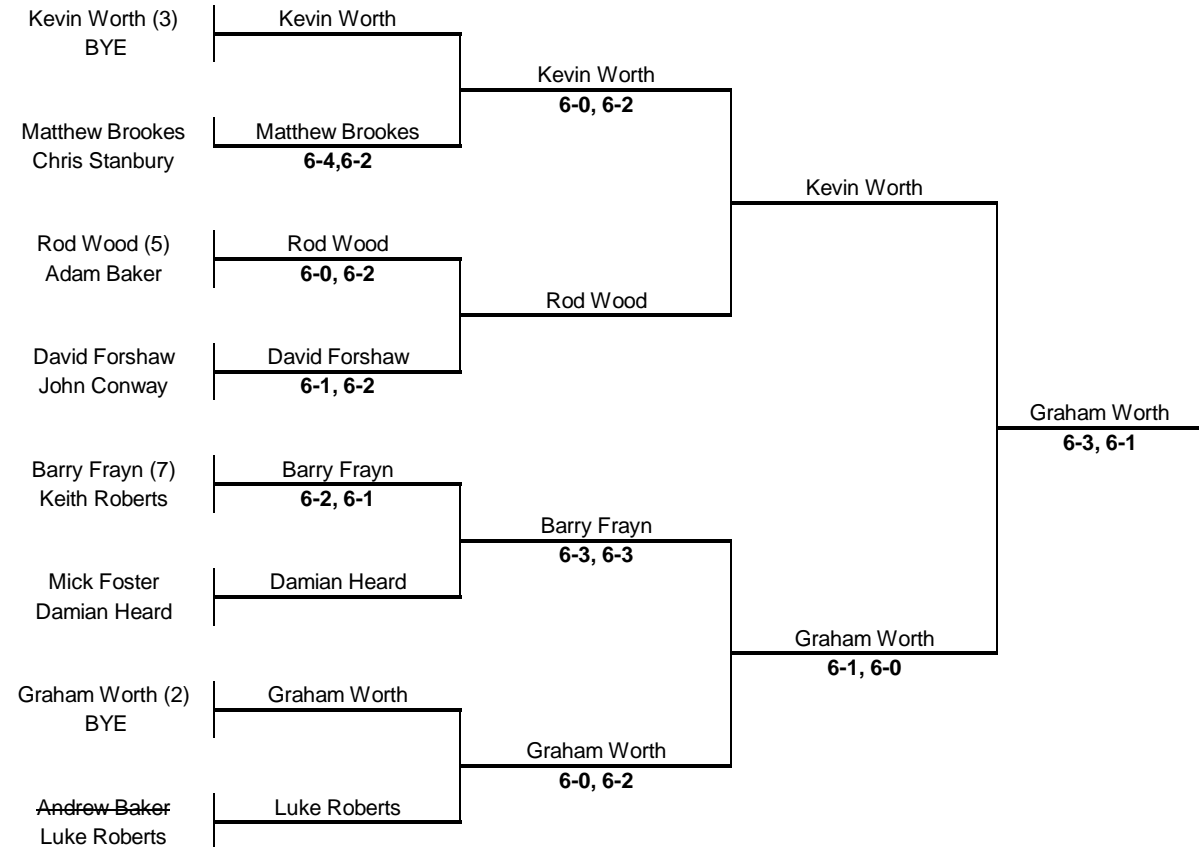 Kevin Worth (3)
BYE
Kevin Worth
Kevin Worth
6-0, 6-2
Matthew Brookes
Chris Stanbury
Matthew Brookes
6-4,6-2
Kevin Worth
Rod Wood (5)
Adam Baker
Rod Wood
6-0, 6-2
Rod Wood
David Forshaw
John Conway
David Forshaw
6-1, 6-2
Graham Worth
6-3, 6-1
Barry Frayn (7)
Keith Roberts
Barry Frayn
6-2, 6-1
Barry Frayn
6-3, 6-3
Mick Foster
Damian Heard
Damian Heard
Graham Worth
6-1, 6-0
Graham Worth (2)
BYE
Graham Worth
Graham Worth
6-0, 6-2
Andrew Baker
Luke Roberts
Luke Roberts